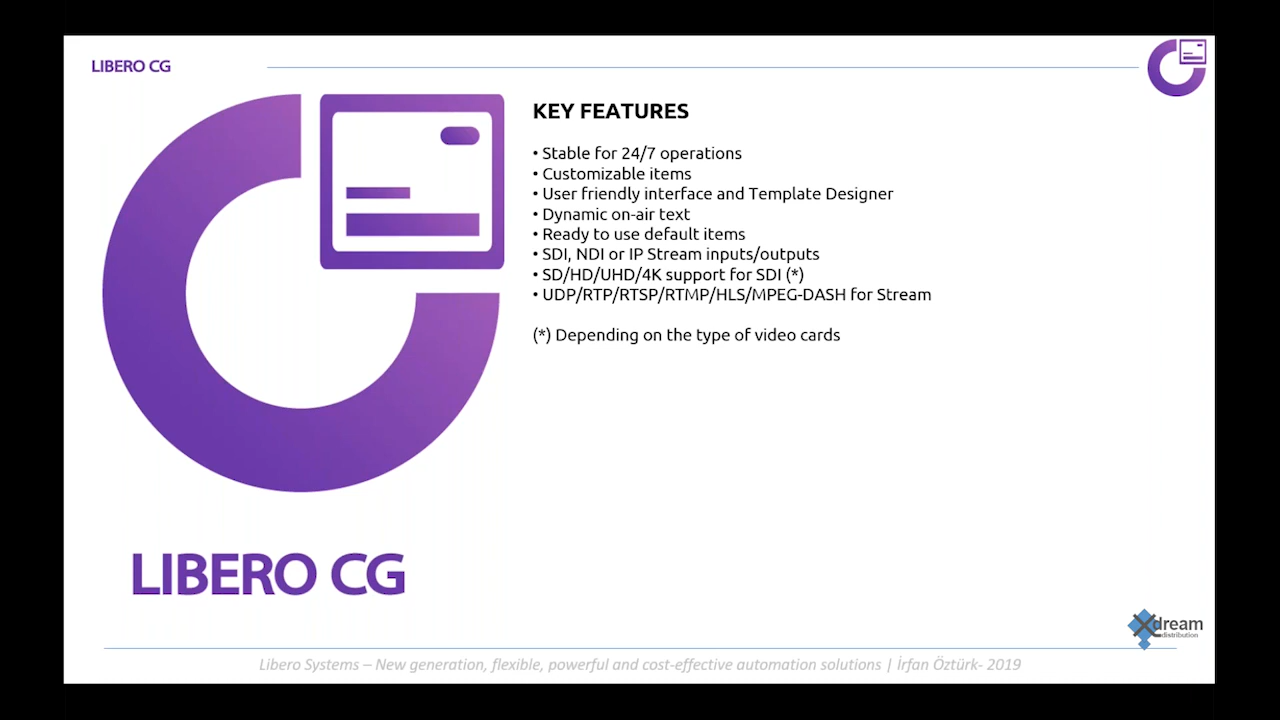 LIBERO CG
KEY FEATURES
• Stable for 24/7 operations
• Customizable items
• User friendly interface and Template Designer
• Dynamic on-air text
• Ready to use default items
• SDI, NDI or IP Stream inputs/outputs
• SD/HD/UHD/4K support for SDI (*)
• UDP/RTP/RTSP/RTMP/HLS/MPEG-DASH for Stream
(*) Depending on the type of video cards
LIBERO CG
Xdream
distribution
Libero Systems – New generation, flexible, powerful and cost-effective automation solutions | İrfan Öztürk- 2019